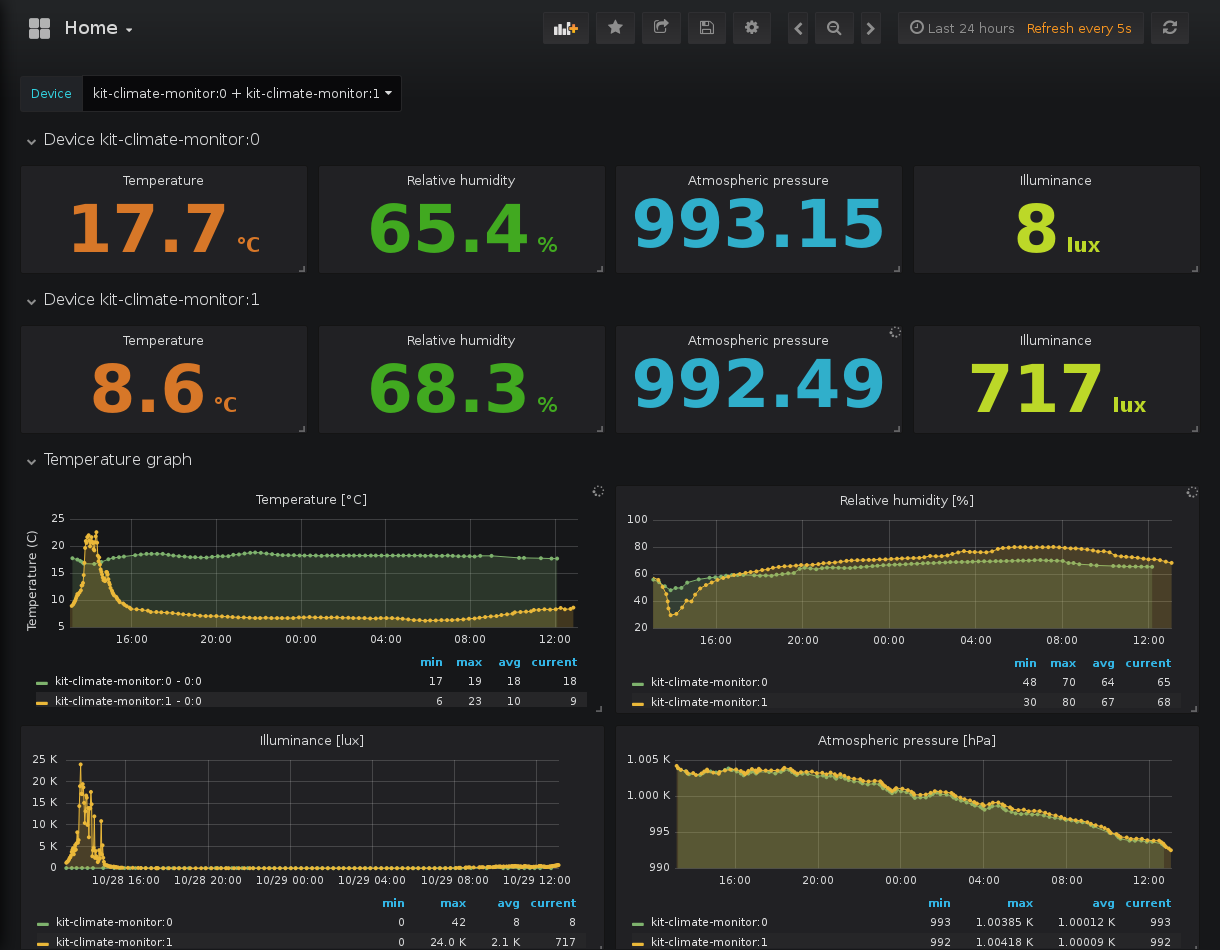 Home
Last 24 hours Refresh every 5s
Device kit-climate-monitor:0 + kit-climate-monitor:1
Device kit-climate-monitor:0
Temperature Relative humidity Atmospheric pressure Illuminance
17.7 °C 65.4 % 993.15 8 lux
Device kit-climate-monitor:1
Temperature Relative humidity Atmospheric pressure Illuminance
8.6 °C 68.3 % 992.49 717 lux
Temperature graph
Temperature [°C]
Temperature (C)
25
20
15
10
5
16:00 20:00 00:00 04:00 08:00 12:00
min max avg current
kit-climate-monitor:0 - 0:0 17 19 18 18
kit-climate-monitor:1 - 0:0 6 23 10 9
Relative humidity [%]
100
80
60
40
20
16:00 20:00 00:00 04:00 08:00 12:00
min max avg current
kit-climate-monitor:0 48 70 64 65
kit-climate-monitor:1 30 80 67 68
Illuminance [lux]
25 K
20 K
15 K
10 K
5 K
0
10/28 16:00 10/28 20:00 10/29 00:00 10/29 04:00 10/29 08:00 10/29 12:00
min max avg current
kit-climate-monitor:0 0 42 8 8
kit-climate-monitor:1 0 24.0 K 2.1 K 717
Atmospheric pressure [hPa]
1.005 K
1.000 K
995
990
16:00 20:00 00:00 04:00 08:00 12:00
min max avg current
kit-climate-monitor:0 993 1.00385 K 1.00012 K 993
kit-climate-monitor:1 992 1.00418 K 1.00009 K 992